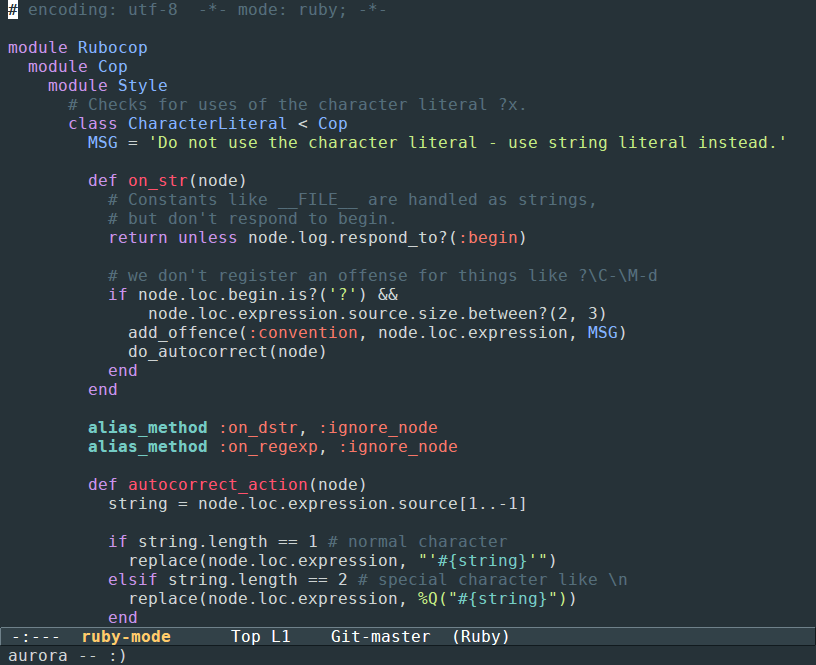 # encoding: utf-8  -*- mode: ruby; -*-

module Rubocop
  module Cop
    module Style
      # Checks for uses of the character literal ?x.
      class CharacterLiteral < Cop
        MSG = 'Do not use the character literal - use string literal instead.'

        def on_str(node)
          # Constants like __FILE__ are handled as strings,
          # but don't respond to begin.
          return unless node.log.respond_to?(:begin)

          # we don't register an offense for things like ?\C-\M-d
          if node.loc.begin.is?('?') &&
              node.loc.expression.source.size.between?(2, 3)
            add_offence(:convention, node.loc.expression, MSG)
            do_autocorrect(node)
          end
        end

        alias_method :on_dstr, :ignore_node
        alias_method :on_regexp, :ignore_node

        def autocorrect_action(node)
          string = node.loc.expression.source[1..-1]

          if string.length == 1 # normal character
            replace(node.loc.expression, "'#{string}'")
          elsif string.length == 2 # special character like \n
            replace(node.loc.expression, %Q("#{string}"))
          end
-:---  ruby-mode      Top L1    Git-master  (Ruby)
aurora -- :)